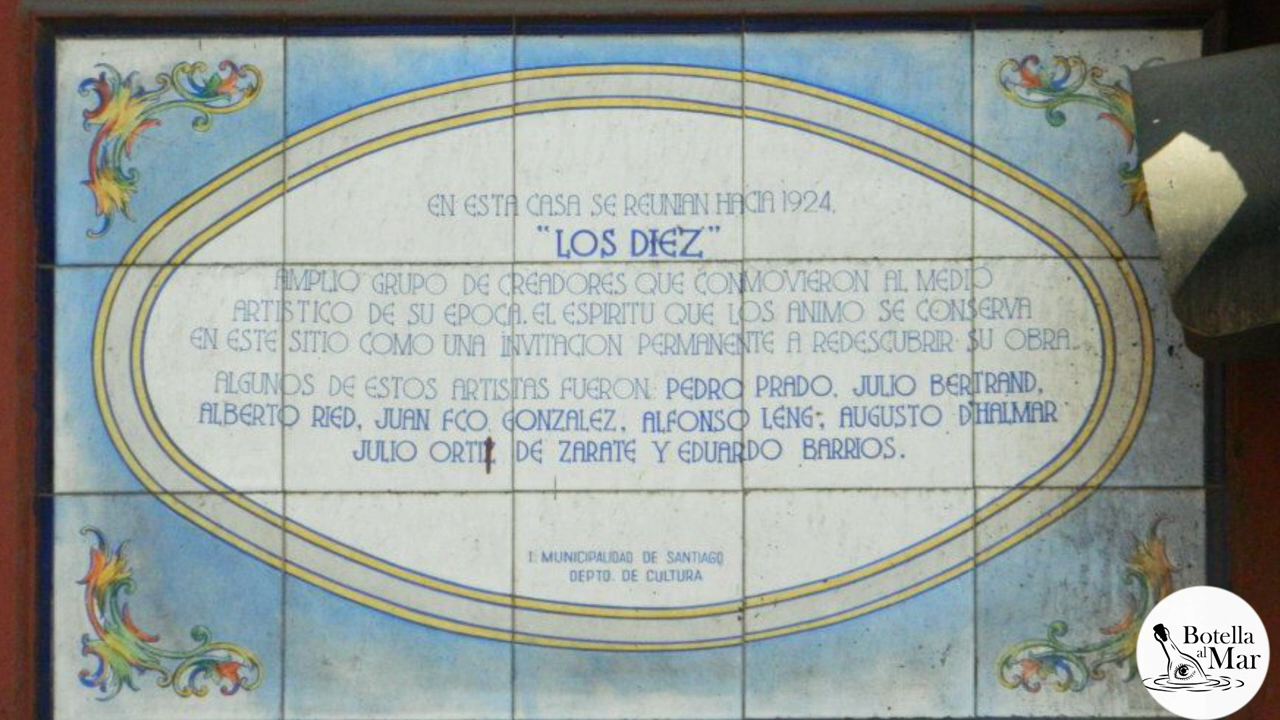 EN ESTA CASA SE REUNIAN HACIA 1924,
"LOS DIEZ"
AMPLIO GRUPO DE CREADORES QUE CONMOVIERON AL MEDIO
ARTISTICO DE SU EPOCA. EL ESPIRITU QUE LOS ANIMO SE CONSERVA
EN ESTE SITIO COMO UNA INVITACION PERMANENTE A REDESCUBRIR SU OBRA.
ALGUNOS DE ESTOS ARTISTAS FUERON: PEDRO PRADO, JULIO BERTRAND,
ALBERTO RIED, JUAN FCO. GONZALEZ, ALFONSO LENG; AUGUSTO D'HALMAR
JULIO ORTIZ DE ZARATE Y EDUARDO BARRIOS.
I. MUNICIPALIDAD DE SANTIAGO
DEPTO. DE CULTURA
Botella
al Mar